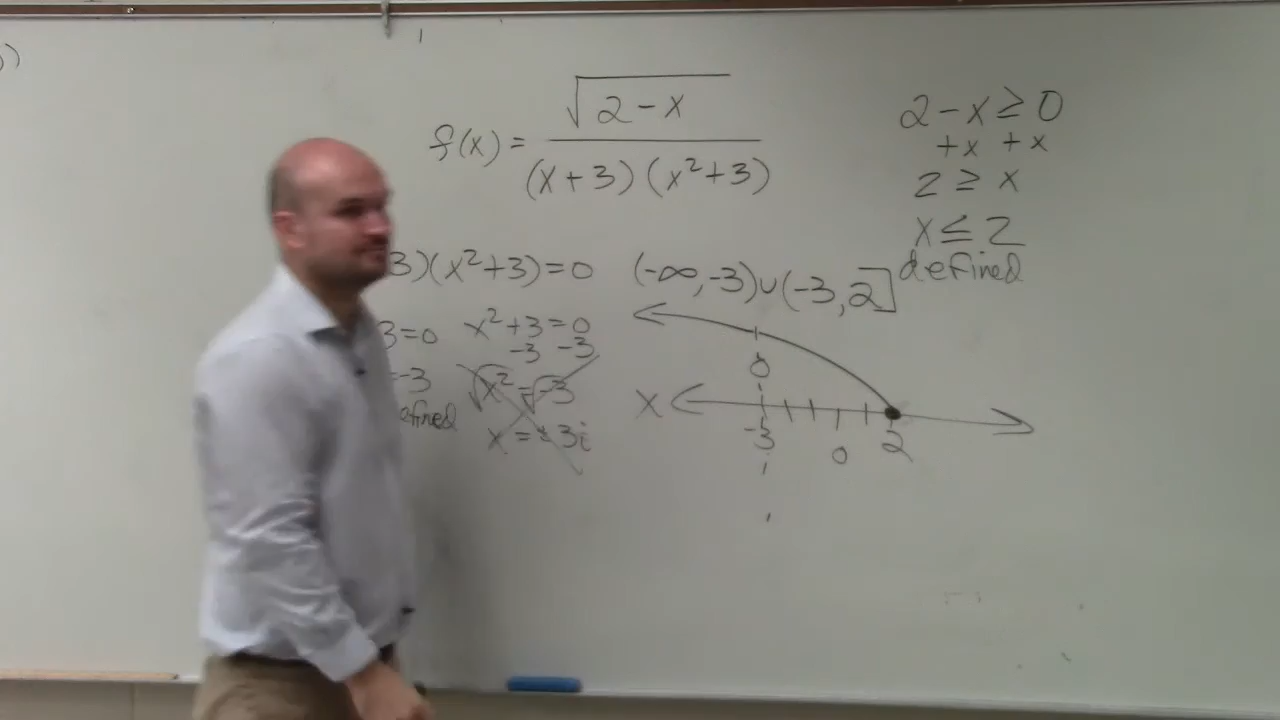 f(x) = √(2-x) / (x+3)(x²+3)
3)(x²+3)=0
3=0
-3
efined
x²+3=0
-3 -3
√x² = √-3
x = ±3i
(-∞,-3)∪(-3,2]
0
x
-3 0 2
2-x≥0
+x +x
2 ≥ x
x ≤ 2
defined